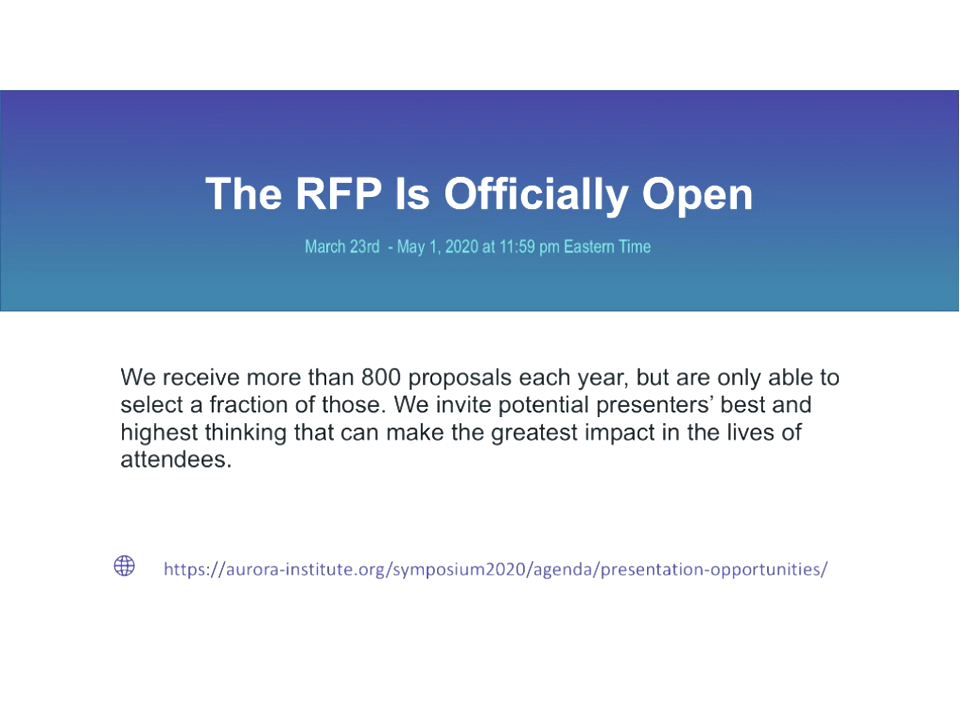 The RFP Is Officially Open
March 23rd  - May 1, 2020 at 11:59 pm Eastern Time
We receive more than 800 proposals each year, but are only able to
select a fraction of those. We invite potential presenters’ best and
highest thinking that can make the greatest impact in the lives of
attendees.
https://aurora-institute.org/symposium2020/agenda/presentation-opportunities/